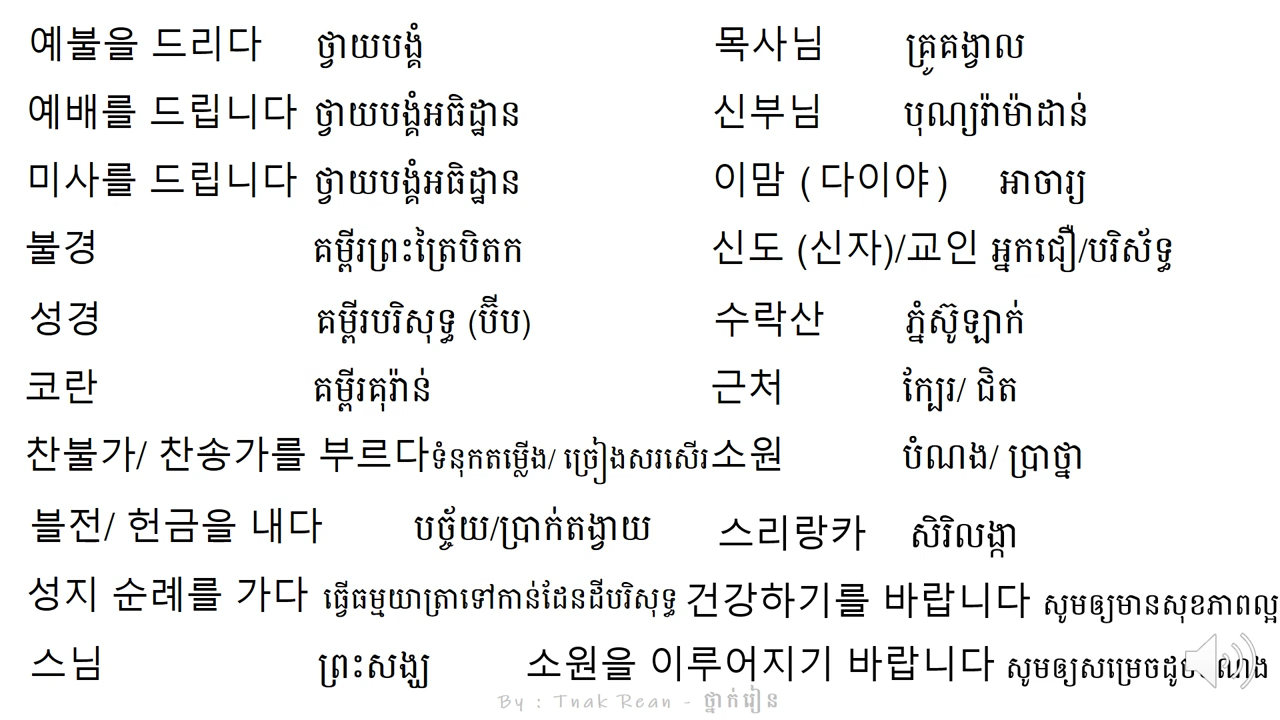 예불을 드리다 ថ្វាយបង្គំ 목사님 គ្រូគង្វាល
예배를 드립니다 ថ្វាយបង្គំអធិដ្ឋាន 신부님 បុណ្យរ៉ាម៉ាដាន់
미사를 드립니다 ថ្វាយបង្គំអធិដ្ឋាន 이맘 ( 다이야 ) អាចារ្យ
불경 គម្ពីរព្រះត្រៃបិតក 신도 (신자)/교인 អ្នកជឿ/បរិស័ទ្ធ
성경 គម្ពីរបរិសុទ្ធ (ប៊ីប) 수락산 ភ្នំស៊ូឡាក់
코란 គម្ពីរគុរ៉ាន់ 근처 ក្បែរ/ ជិត
찬불가/ 찬송가를 부르다 ទំនុកតម្លើង/ ច្រៀងសរសើរ 소원 បំណង/ ប្រាថ្នា
블전/ 헌금을 내다 បច្ច័យ/ប្រាក់តង្វាយ 스리랑카 សិរិលង្កា
성지 순례를 가다 ធ្វើធម្មយាត្រាទៅកាន់ដែនដីបរិសុទ្ធ 건강하기를 바랍니다 សូមឲ្យមានសុខភាពល្អ
스님 ព្រះសង្ឃ 소원을 이루어지기 바랍니다 សូមឲ្យសម្រេចដូចបំណង
By : Tnak Rean - ថ្នាក់រៀន